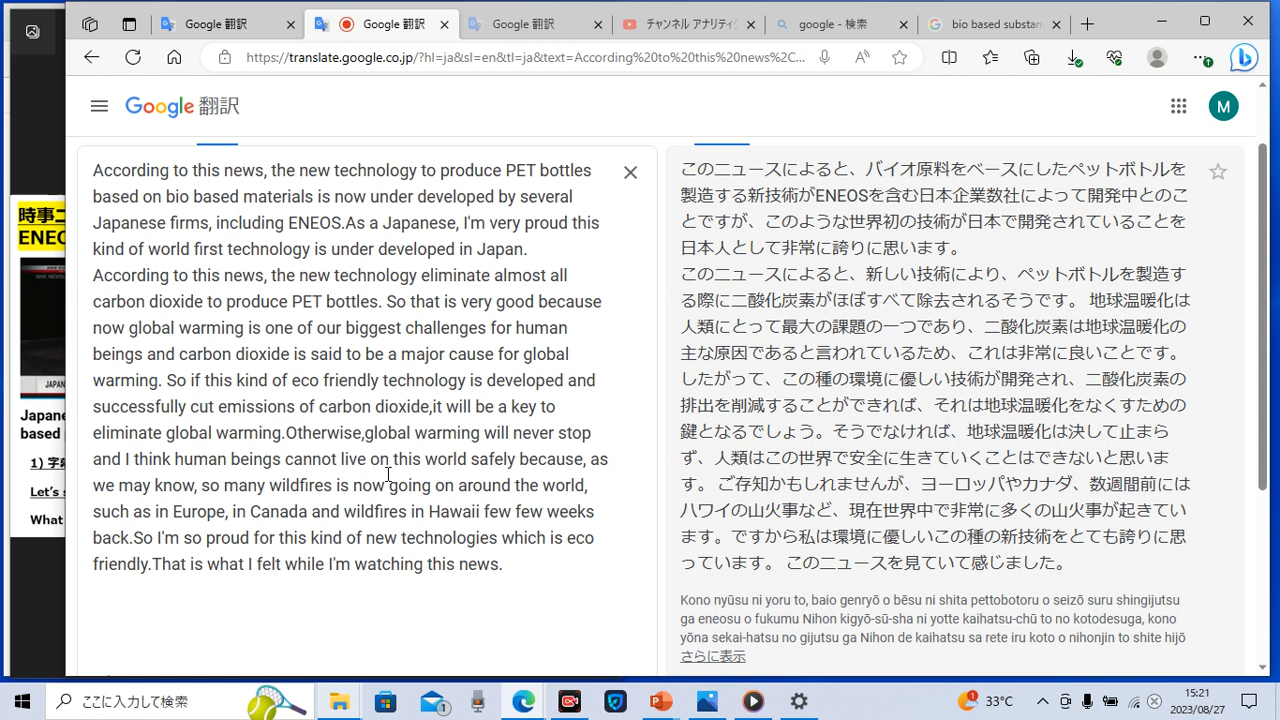 Google 翻訳
Google 翻訳
Google 翻訳
チャンネル アナリティ
google - 検索
bio based substan
https://translate.google.co.jp/?hl=ja&sl=en&tl=ja&text=According%20to%20this%20news%2C...
Google 翻訳
M
According to this news, the new technology to produce PET bottles
based on bio based materials is now under developed by several
Japanese firms, including ENEOS.As a Japanese, I'm very proud this
kind of world first technology is under developed in Japan.
According to this news, the new technology eliminate almost all
carbon dioxide to produce PET bottles. So that is very good because
now global warming is one of our biggest challenges for human
beings and carbon dioxide is said to be a major cause for global
warming. So if this kind of eco friendly technology is developed and
successfully cut emissions of carbon dioxide,it will be a key to
eliminate global warming.Otherwise,global warming will never stop
and I think human beings cannot live on this world safely because, as
we may know, so many wildfires is now going on around the world,
such as in Europe, in Canada and wildfires in Hawaii few few weeks
back.So I'm so proud for this kind of new technologies which is eco
friendly.That is what I felt while I'm watching this news.
このニュースによると、バイオ原料をベースにしたペットボトルを
製造する新技術がENEOSを含む日本企業数社によって開発中とのこ
とですが、このような世界初の技術が日本で開発されていることを
日本人として非常に誇りに思います。
このニュースによると、新しい技術により、ペットボトルを製造す
る際に二酸化炭素がほぼすべて除去されるそうです。 地球温暖化は
人類にとって最大の課題の一つであり、二酸化炭素は地球温暖化の
主な原因であると言われているため、これは非常に良いことです。
したがって、この種の環境に優しい技術が開発され、二酸化炭素の
排出を削減することができれば、それは地球温暖化をなくすための
鍵となるでしょう。そうでなければ、地球温暖化は決して止まら
ず、人類はこの世界で安全に生きていくことはできないと思いま
す。 ご存知かもしれませんが、ヨーロッパやカナダ、数週間前には
ハワイの山火事など、現在世界中で非常に多くの山火事が起きてい
ます。ですから私は環境に優しいこの種の新技術をとても誇りに思
っています。 このニュースを見ていて感じました。
Kono nyūsu ni yoru to, baio genryō o bēsu ni shita pettobotoru o seizō suru shingijutsu
ga eneosu o fukumu Nihon kigyō-sū-sha ni yotte kaihatsu-chū to no kotodesuga, kono
yōna sekai-hatsu no gijutsu ga Nihon de kaihatsu sa rete iru koto o nihonjin to shite hijō
さらに表示
時事ニ
ENEO
JAPAN
Japane
based
1) 字幕
Let's s
What
ここに入力して検索
1
1
33°C
15:21
2023/08/27